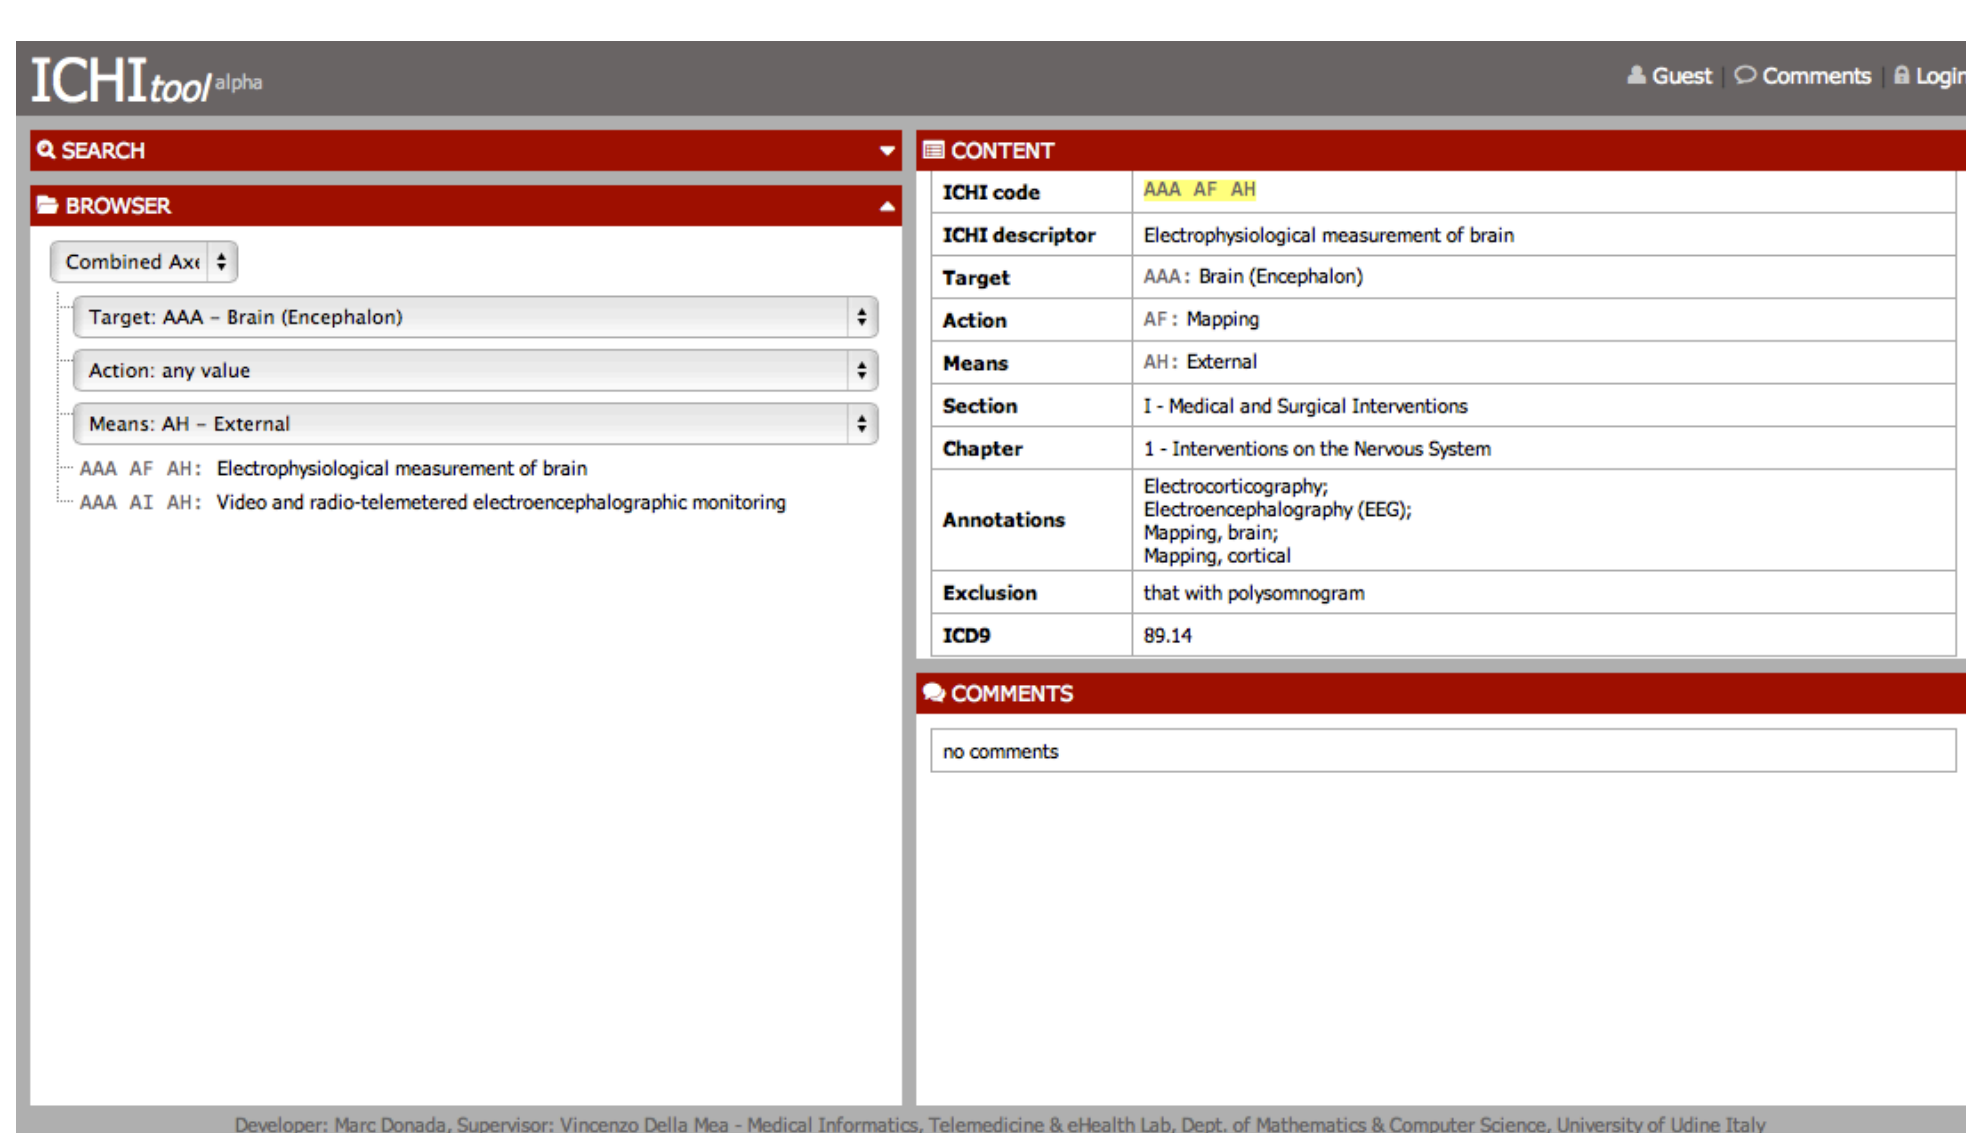 ICHItool alpha
Guest | Comments | Login
SEARCH
BROWSER
Combined Axe
Target: AAA – Brain (Encephalon)
Action: any value
Means: AH – External
AAA AF AH: Electrophysiological measurement of brain
AAA AI AH: Video and radio-telemetered electroencephalographic monitoring
CONTENT
ICHI code AAA AF AH
ICHI descriptor Electrophysiological measurement of brain
Target AAA: Brain (Encephalon)
Action AF: Mapping
Means AH: External
Section I - Medical and Surgical Interventions
Chapter 1 - Interventions on the Nervous System
Annotations Electrocorticography;
Electroencephalography (EEG);
Mapping, brain;
Mapping, cortical
Exclusion that with polysomnogram
ICD9 89.14
COMMENTS
no comments
Developer: Marc Donada, Supervisor: Vincenzo Della Mea - Medical Informatics, Telemedicine & eHealth Lab, Dept. of Mathematics & Computer Science, University of Udine Italy